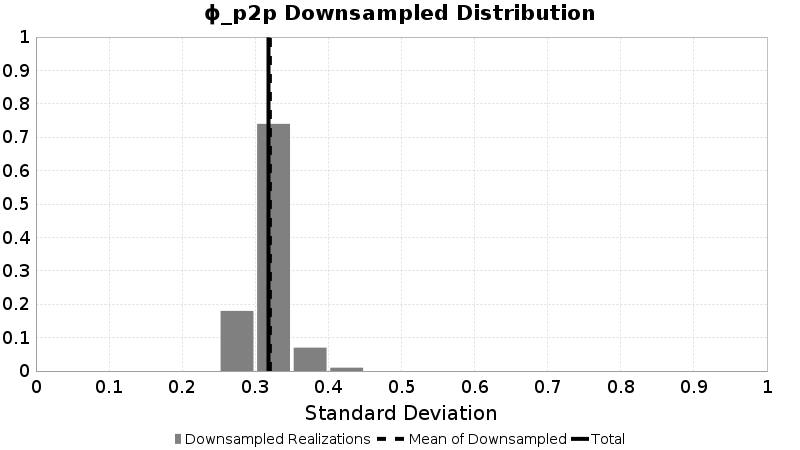 ϕ_p2p Downsampled Distribution
1
0.9
0.8
0.7
0.6
0.5
0.4
0.3
0.2
0.1
0
0 0.1 0.2 0.3 0.4 0.5 0.6 0.7 0.8 0.9 1
Standard Deviation
Downsampled Realizations Mean of Downsampled Total